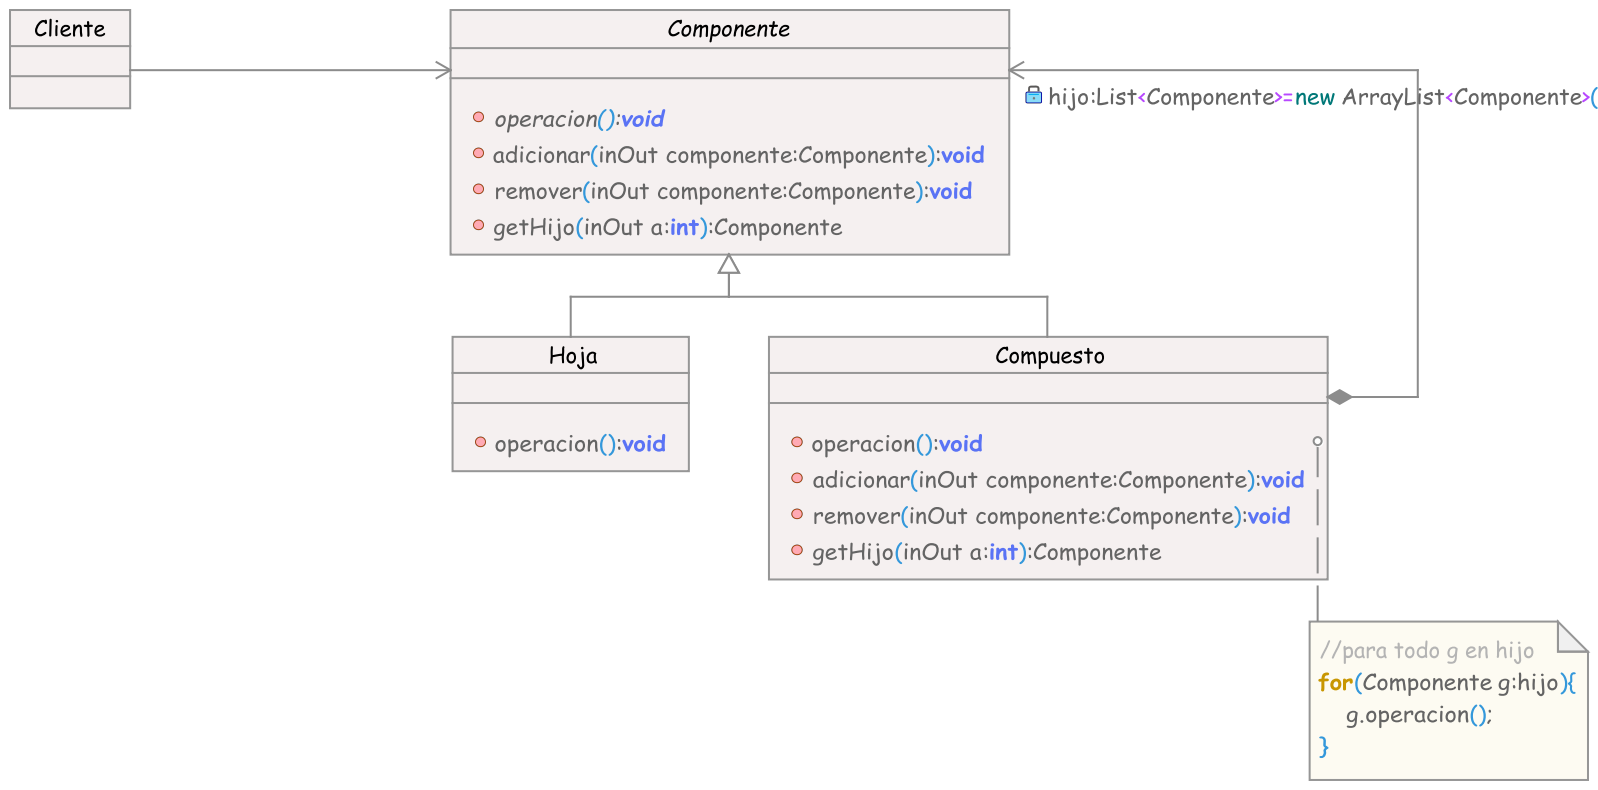 Cliente
Componente
operacion():void
adicionar(inOut componente:Componente):void
remover(inOut componente:Componente):void
getHijo(inOut a:int):Componente
hijo:List<Componente>=new ArrayList<Componente>(
Hoja
operacion():void
Compuesto
operacion():void
adicionar(inOut componente:Componente):void
remover(inOut componente:Componente):void
getHijo(inOut a:int):Componente
//para todo g en hijo
for(Componente g:hijo){
g.operacion();
}